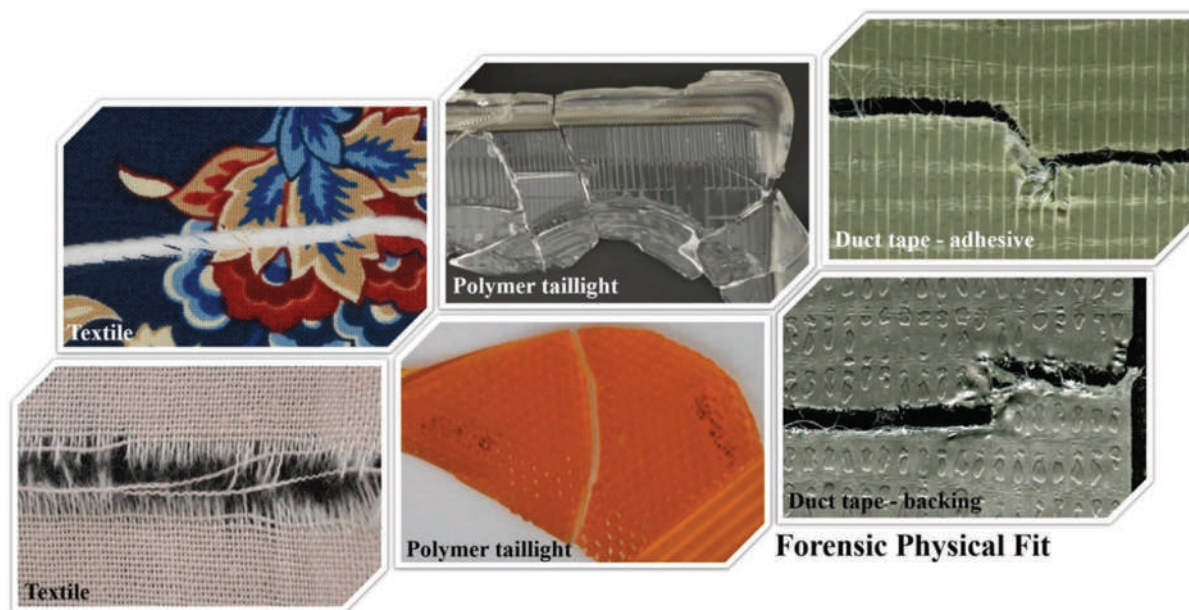 Textile
Polymer taillight
Duct tape - adhesive
Textile
Polymer taillight
Duct tape - backing
Forensic Physical Fit